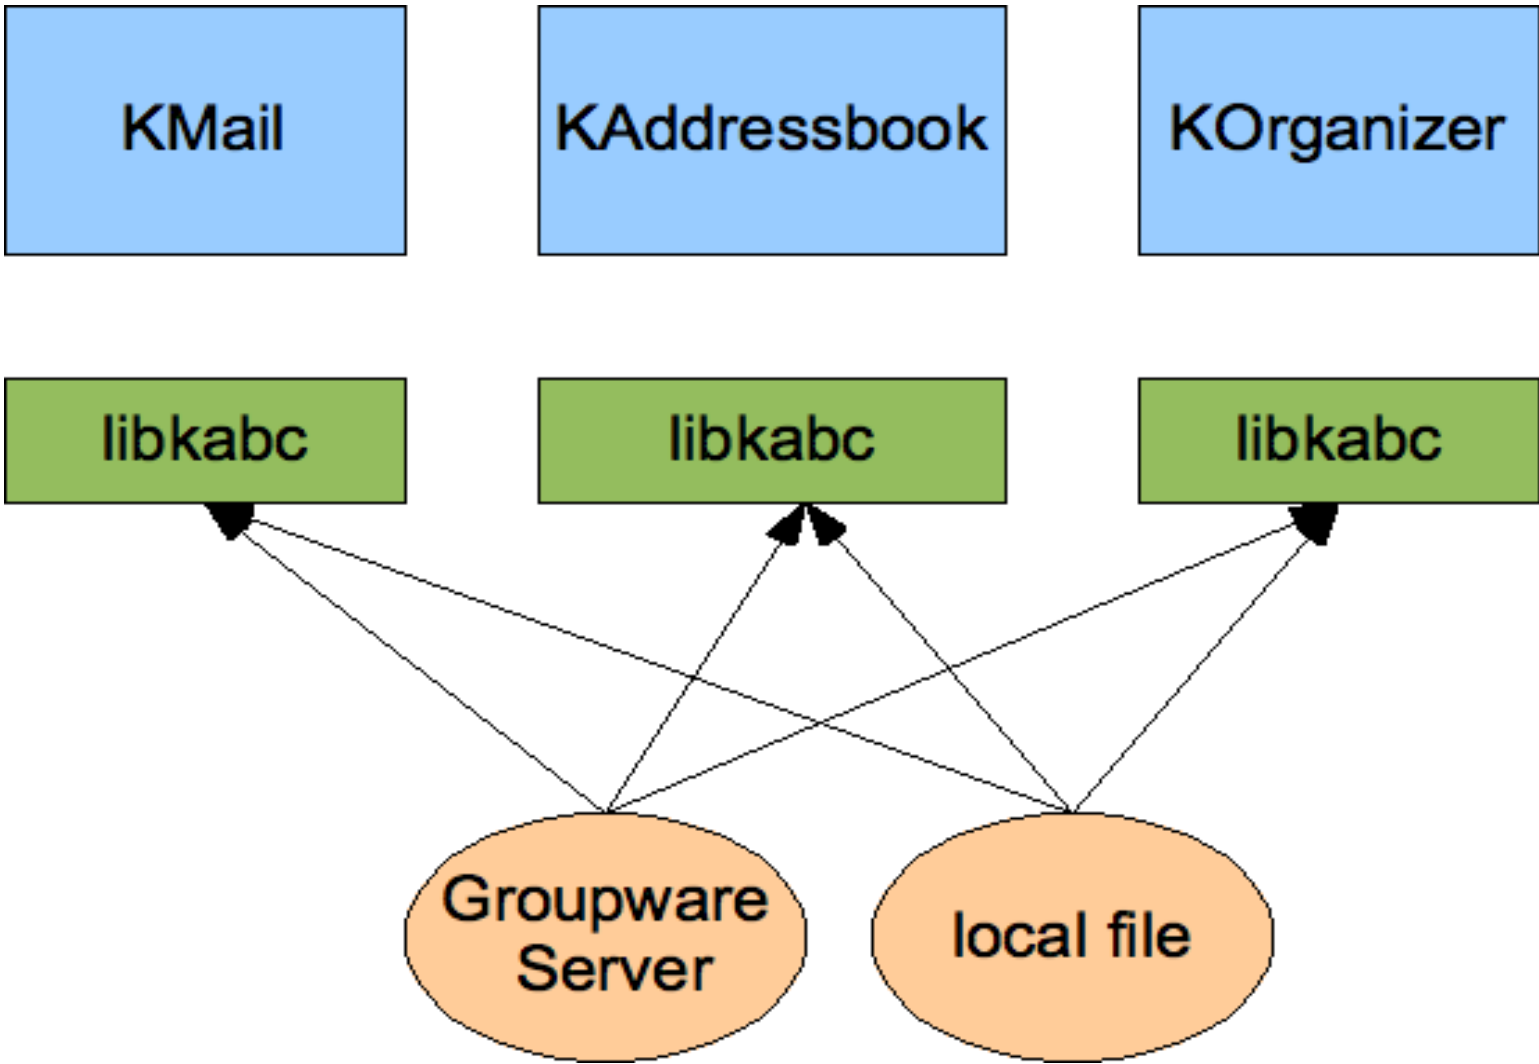 KMail
KAddressbook
KOrganizer
libkabc
libkabc
libkabc
Groupware
Server
local file